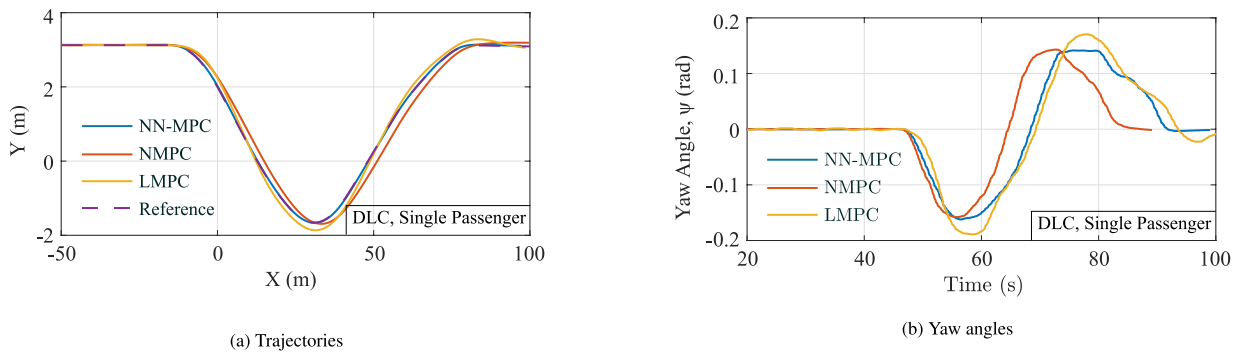 4
2
0
-2
Y (m)
NN-MPC
NMPC
LMPC
Reference
DLC, Single Passenger
-50
0
50
100
X (m)
(a) Trajectories
0.2
0.1
0
-0.1
-0.2
Yaw Angle, ψ (rad)
NN-MPC
NMPC
LMPC
DLC, Single Passenger
20
40
60
80
100
Time (s)
(b) Yaw angles